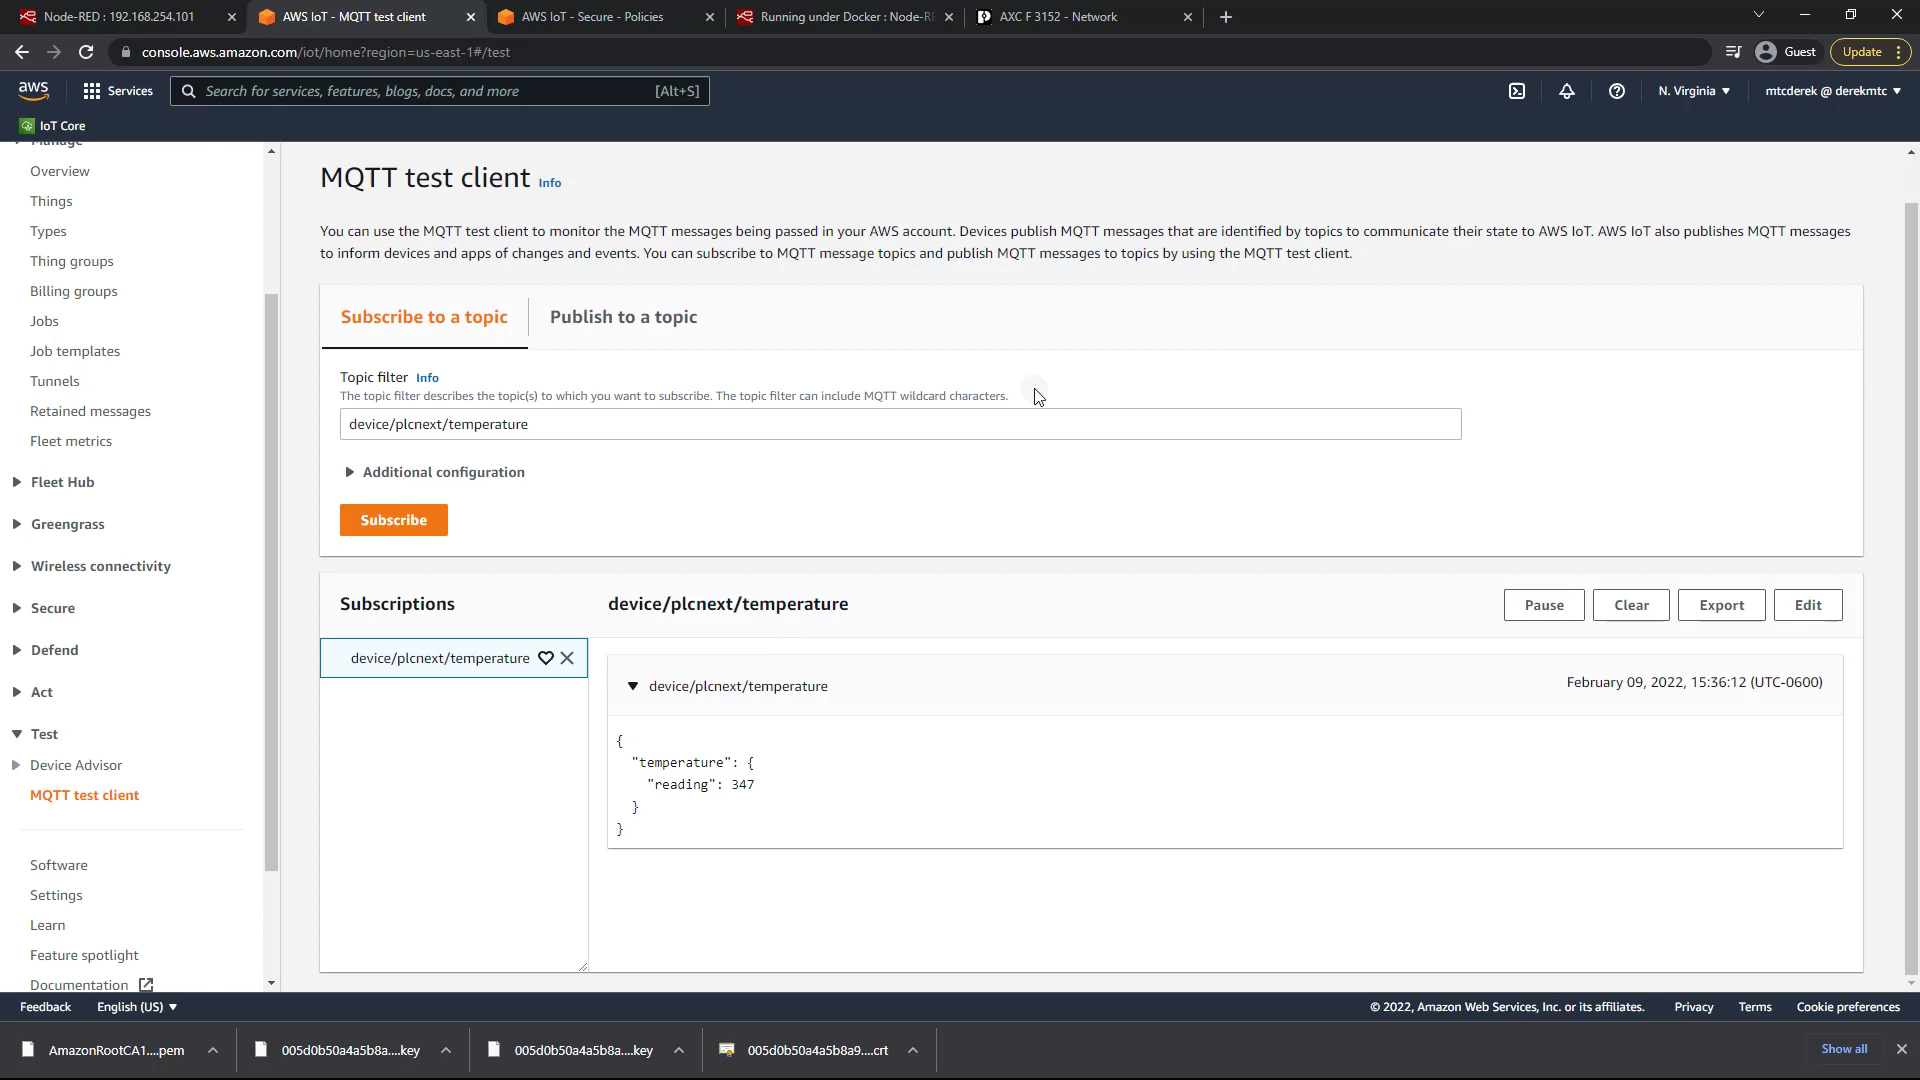 Node-RED : 192.168.254.101
AWS IoT - MQTT test client
AWS IoT - Secure - Policies
Running under Docker : Node-RE
AXC F 3152 - Network
console.aws.amazon.com/iot/home?region=us-east-1#/test
Guest
Update
aws
Services
Search for services, features, blogs, docs, and more
[Alt+S]
N. Virginia
mtcderek @ derekmtc
IoT Core
Manage
Overview
Things
Types
Thing groups
Billing groups
Jobs
Job templates
Tunnels
Retained messages
Fleet metrics
Fleet Hub
Greengrass
Wireless connectivity
Secure
Defend
Act
Test
Device Advisor
MQTT test client
Software
Settings
Learn
Feature spotlight
Documentation
MQTT test client Info
You can use the MQTT test client to monitor the MQTT messages being passed in your AWS account. Devices publish MQTT messages that are identified by topics to communicate their state to AWS IoT. AWS IoT also publishes MQTT messages
to inform devices and apps of changes and events. You can subscribe to MQTT message topics and publish MQTT messages to topics by using the MQTT test client.
Subscribe to a topic
Publish to a topic
Topic filter Info
The topic filter describes the topic(s) to which you want to subscribe. The topic filter can include MQTT wildcard characters.
device/plcnext/temperature
Additional configuration
Subscribe
Subscriptions
device/plcnext/temperature
device/plcnext/temperature
Pause
Clear
Export
Edit
device/plcnext/temperature
February 09, 2022, 15:36:12 (UTC-0600)
{
"temperature": {
"reading": 347
}
}
Feedback
English (US)
© 2022, Amazon Web Services, Inc. or its affiliates.
Privacy
Terms
Cookie preferences
AmazonRootCA1....pem
005d0b50a4a5b8a....key
005d0b50a4a5b8a....key
005d0b50a4a5b8a9....crt
Show all